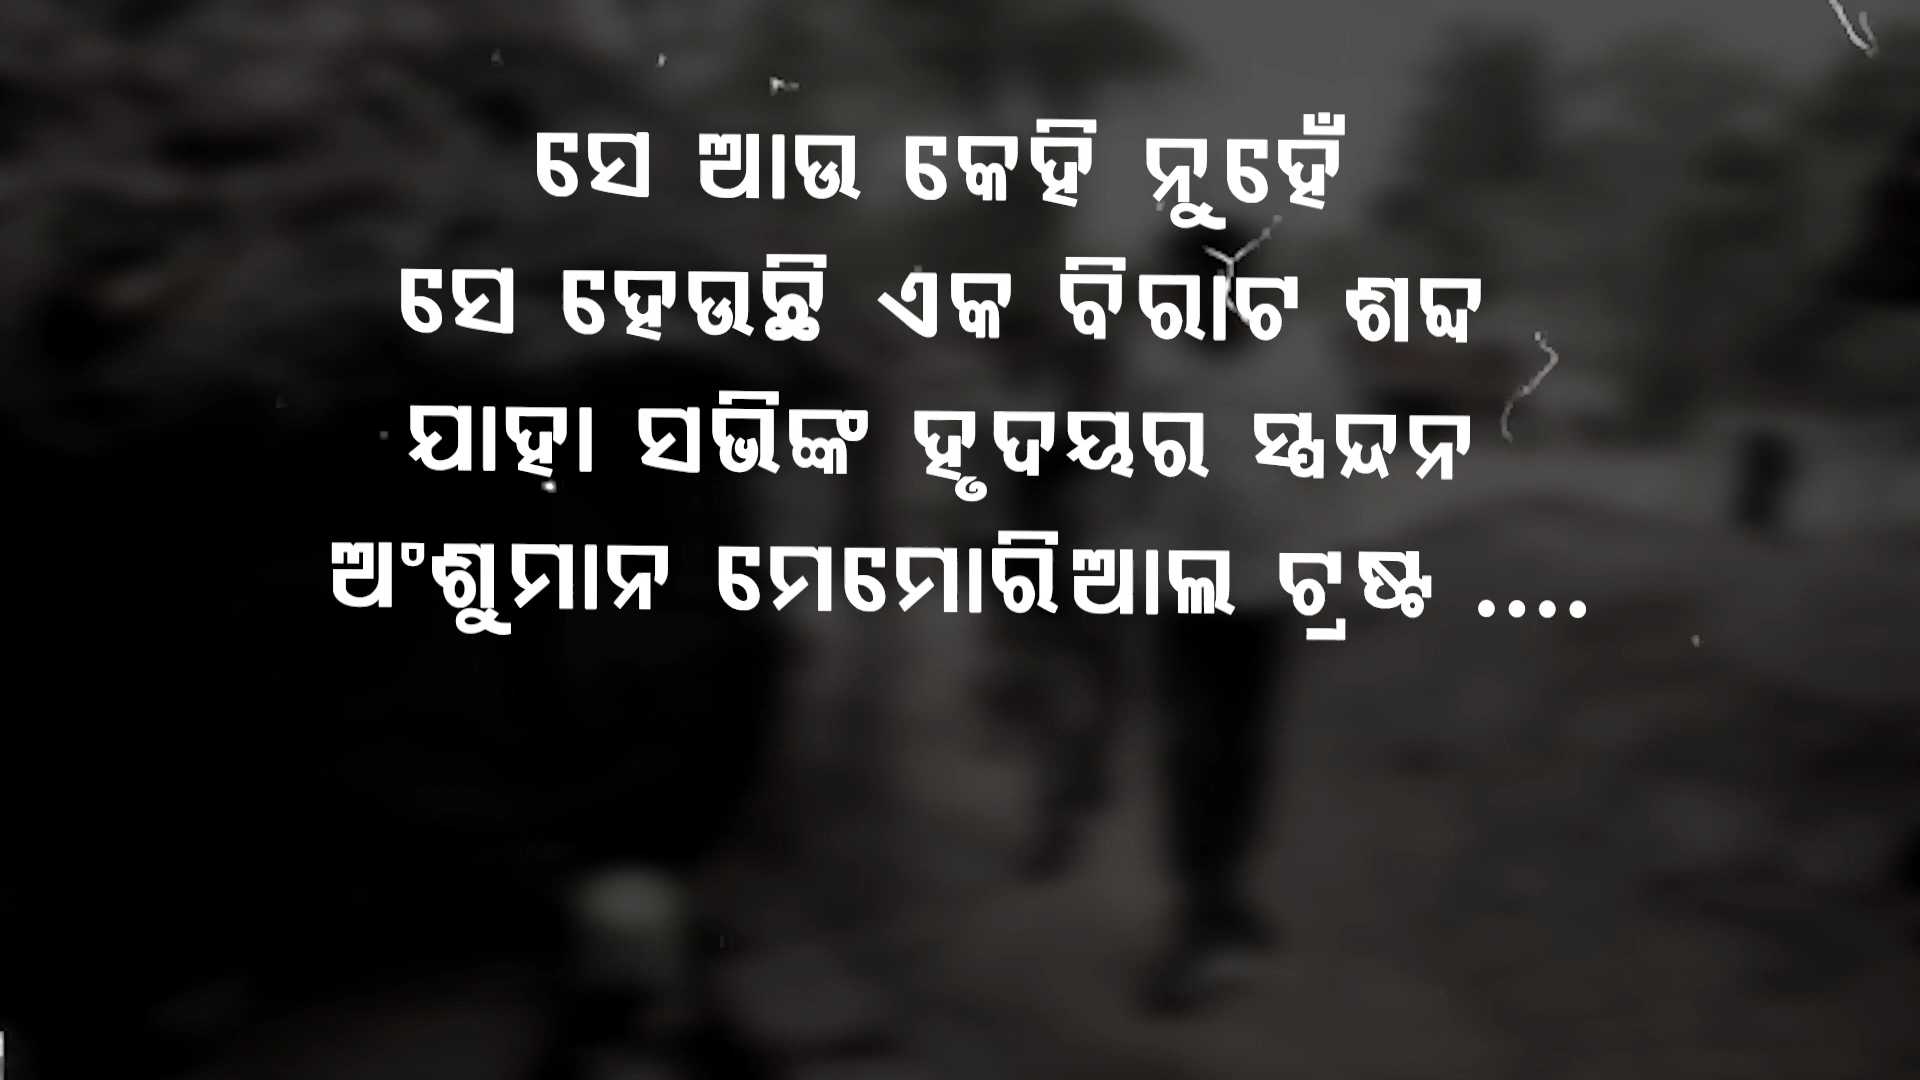 ସେ ଆଉ କେହି ନୁହେଁ
ସେ ହେଉଛି ଏକ ବିରାଟ ଶବ୍ଦ
ଯାହା ସଭିଙ୍କ ହୃଦୟର ସ୍ପନ୍ଦନ
ଅଂଶୁମାନ ମେମୋରିଆଲ ଟ୍ରଷ୍ଟ ....